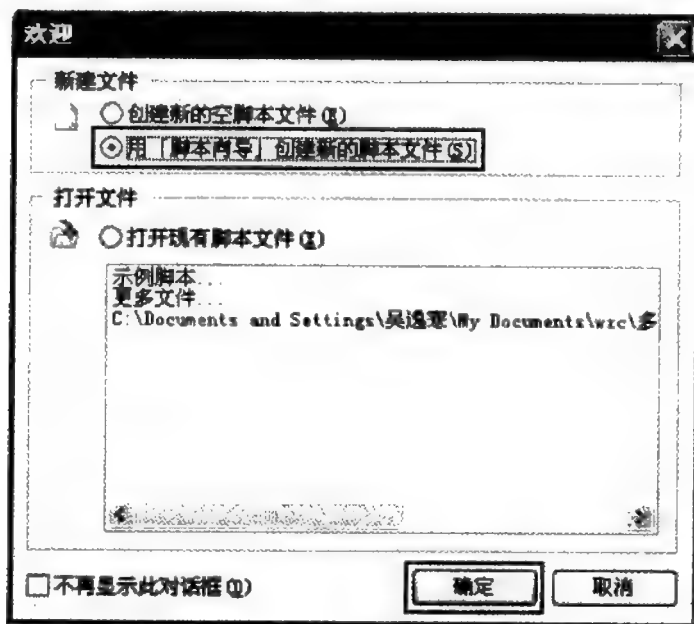 欢迎
新建文件
创建新的空脚本文件(E)
用「脚本向导」创建新的脚本文件(S)
打开文件
打开现有脚本文件(X)
示例脚本...
更多文件...
C:\Documents and Settings\吴逸寒\My Documents\wrc\多
不再显示此对话框(D)
确定
取消